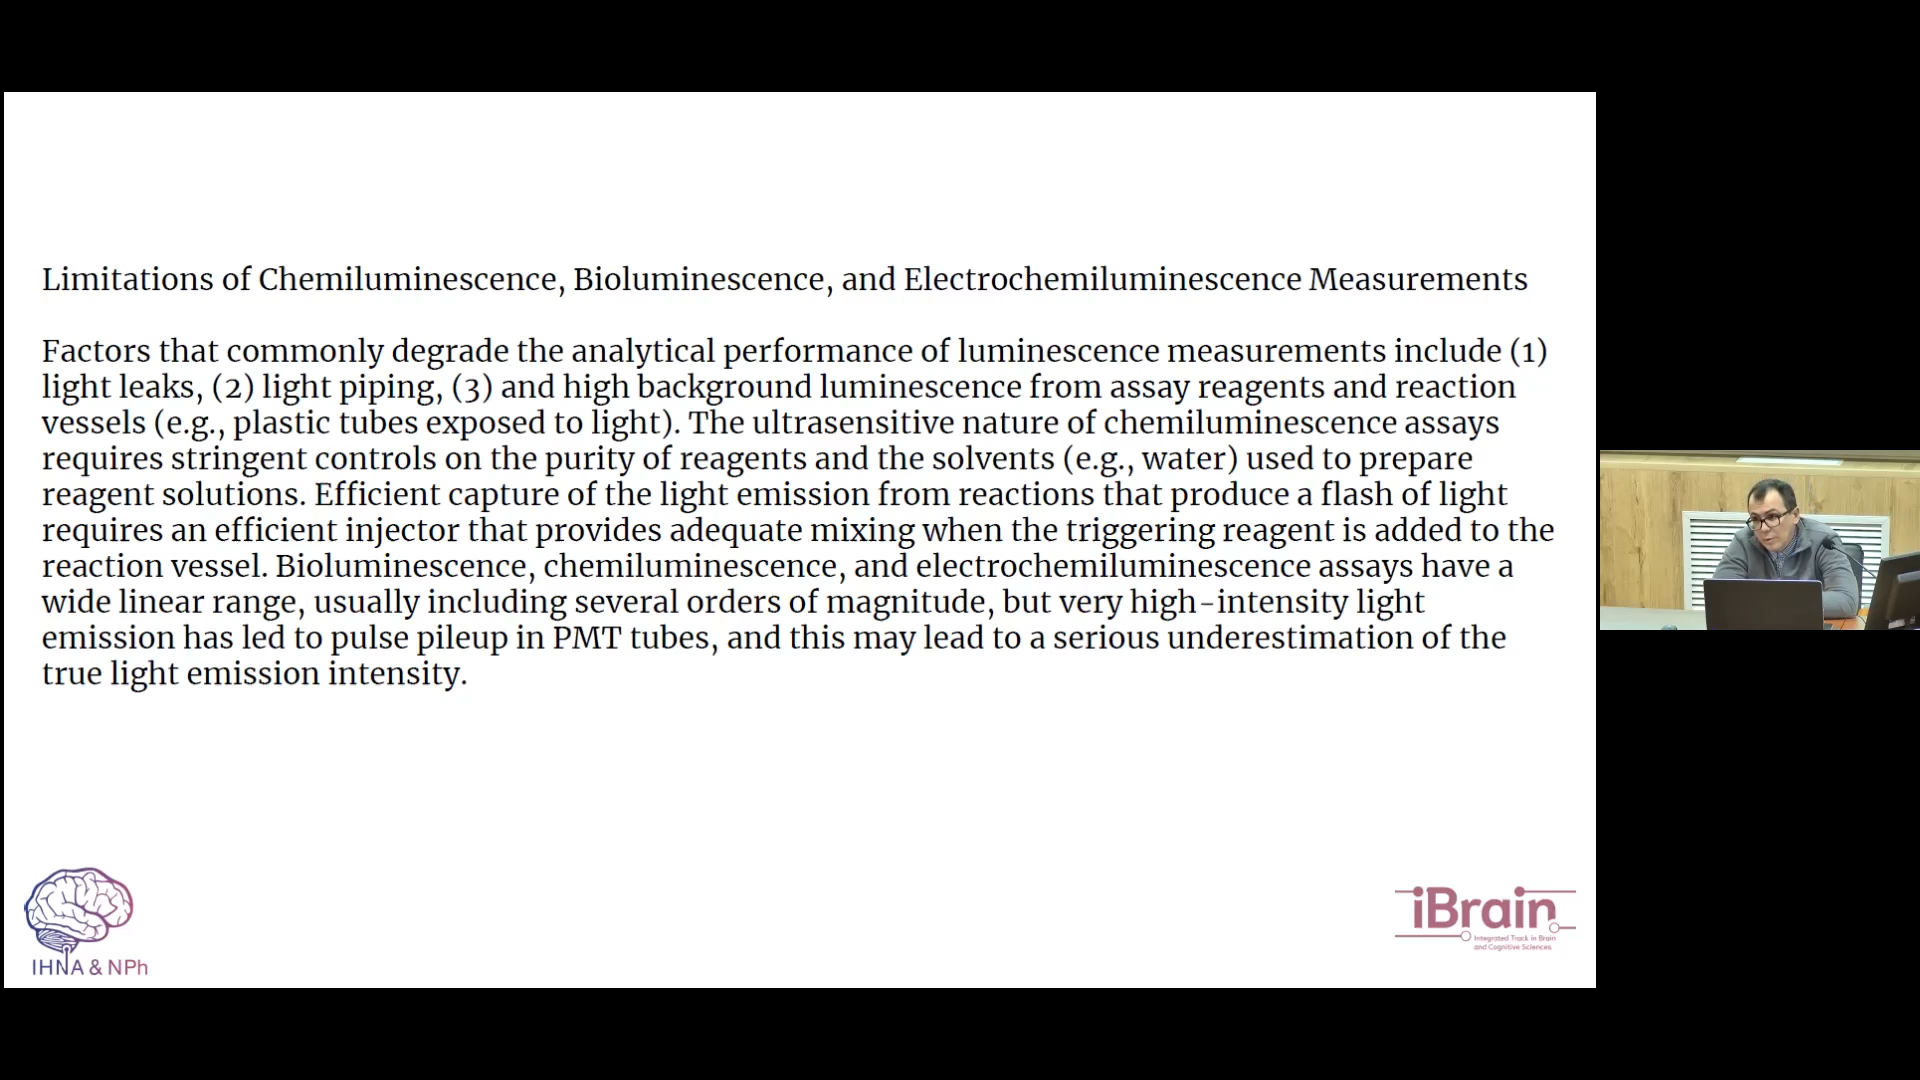 Limitations of Chemiluminescence, Bioluminescence, and Electrochemiluminescence Measurements
Factors that commonly degrade the analytical performance of luminescence measurements include (1)
light leaks, (2) light piping, (3) and high background luminescence from assay reagents and reaction
vessels (e.g., plastic tubes exposed to light). The ultrasensitive nature of chemiluminescence assays
requires stringent controls on the purity of reagents and the solvents (e.g., water) used to prepare
reagent solutions. Efficient capture of the light emission from reactions that produce a flash of light
requires an efficient injector that provides adequate mixing when the triggering reagent is added to the
reaction vessel. Bioluminescence, chemiluminescence, and electrochemiluminescence assays have a
wide linear range, usually including several orders of magnitude, but very high-intensity light
emission has led to pulse pileup in PMT tubes, and this may lead to a serious underestimation of the
true light emission intensity.
IHNA & NPh
iBrain
Integrated Track in Brain
and Cognitive Sciences